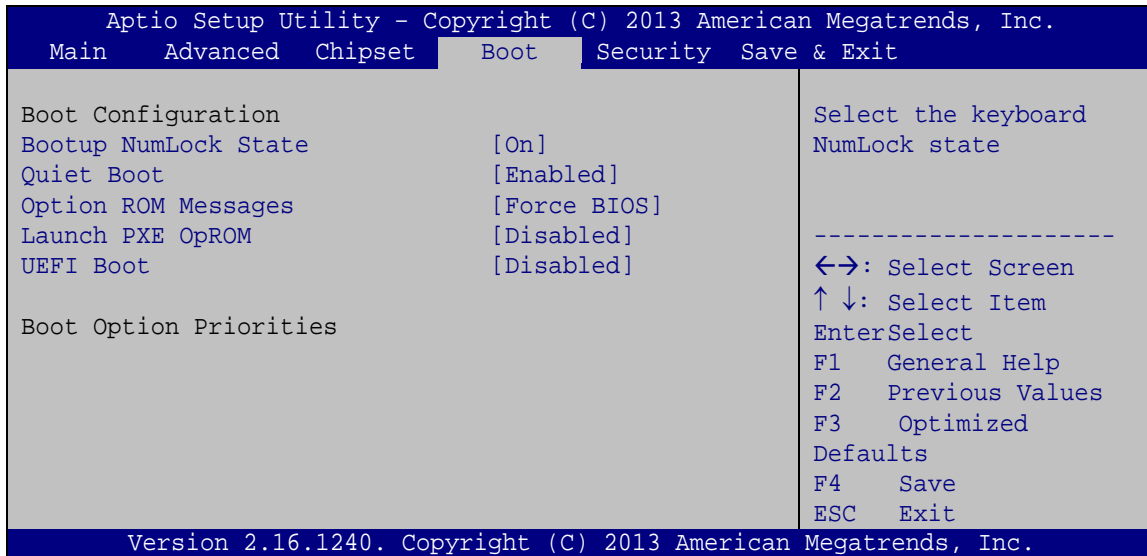 Aptio Setup Utility – Copyright (C) 2013 American Megatrends, Inc.
Main Advanced Chipset Boot Security Save & Exit
Boot Configuration
Bootup NumLock State [On]
Quiet Boot [Enabled]
Option ROM Messages [Force BIOS]
Launch PXE OpROM [Disabled]
UEFI Boot [Disabled]
Boot Option Priorities
Select the keyboard
NumLock state
---------------------
←→: Select Screen
↑ ↓: Select Item
EnterSelect
F1 General Help
F2 Previous Values
F3 Optimized
Defaults
F4 Save
ESC Exit
Version 2.16.1240. Copyright (C) 2013 American Megatrends, Inc.